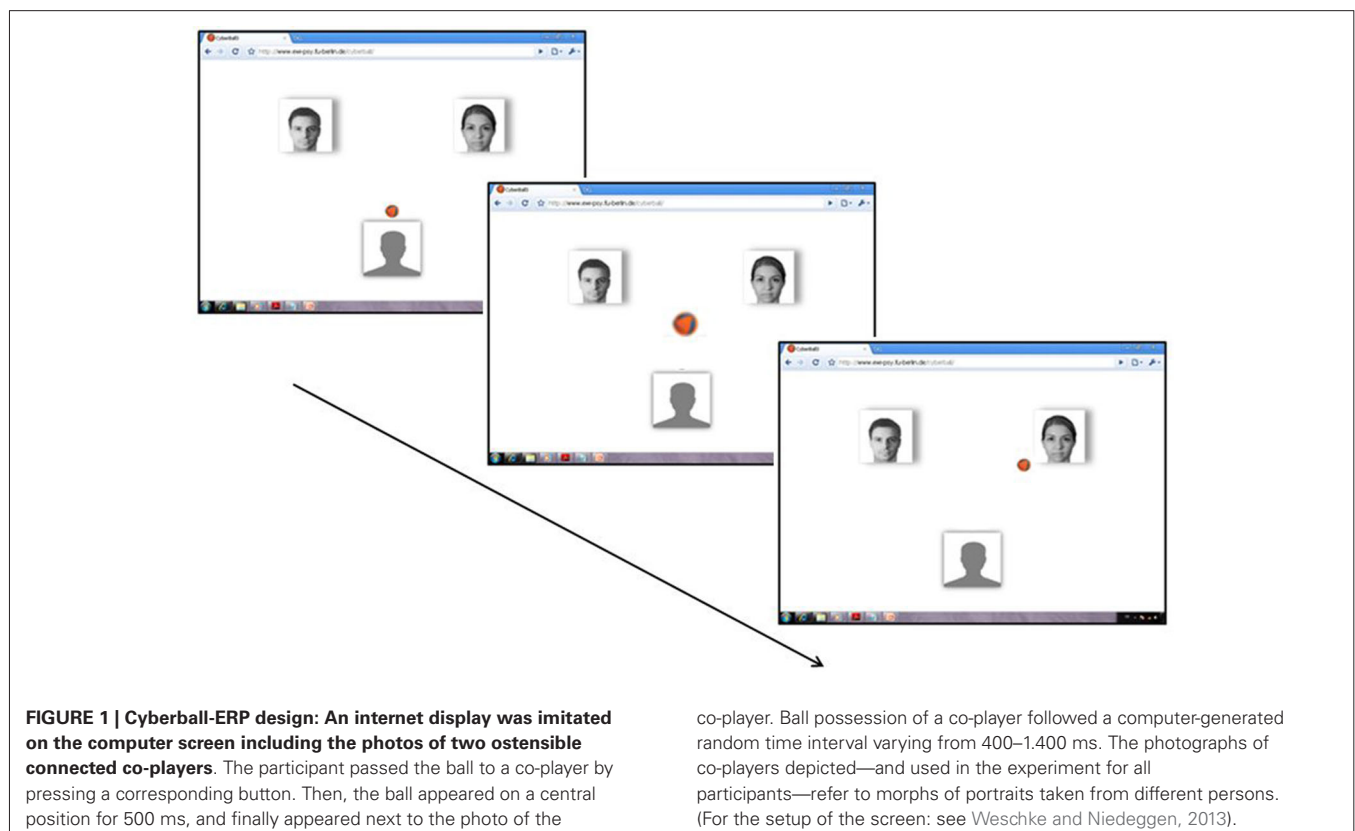 Cyberball
http://www.ewi-psy.fu-berlin.de/cyberball/
Cyberball
http://www.ewi-psy.fu-berlin.de/cyberball/
Cyberball
http://www.ewi-psy.fu-berlin.de/cyberball/
FIGURE 1 | Cyberball-ERP design: An internet display was imitated
on the computer screen including the photos of two ostensible
connected co-players. The participant passed the ball to a co-player by
pressing a corresponding button. Then, the ball appeared on a central
position for 500 ms, and finally appeared next to the photo of the
co-player. Ball possession of a co-player followed a computer-generated
random time interval varying from 400–1.400 ms. The photographs of
co-players depicted—and used in the experiment for all
participants—refer to morphs of portraits taken from different persons.
(For the setup of the screen: see Weschke and Niedeggen, 2013).